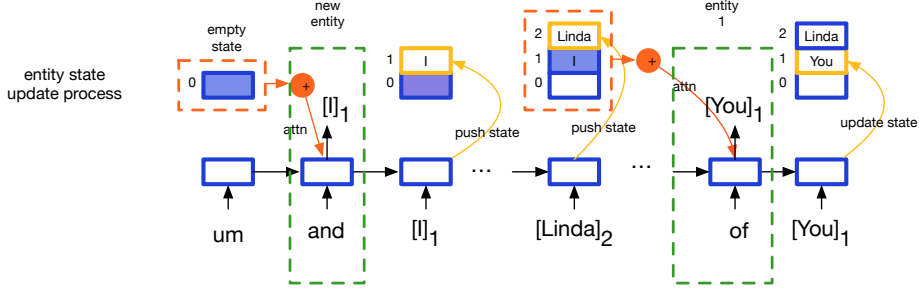 entity state
update process
empty
state
0
+
attn
new
entity
[I]1
1
I
0
push state
2
Linda
1
I
0
+
push state
attn
entity
1
[You]1
2
Linda
1
You
0
update state
...
...
um
and
[I]1
[Linda]2
of
[You]1